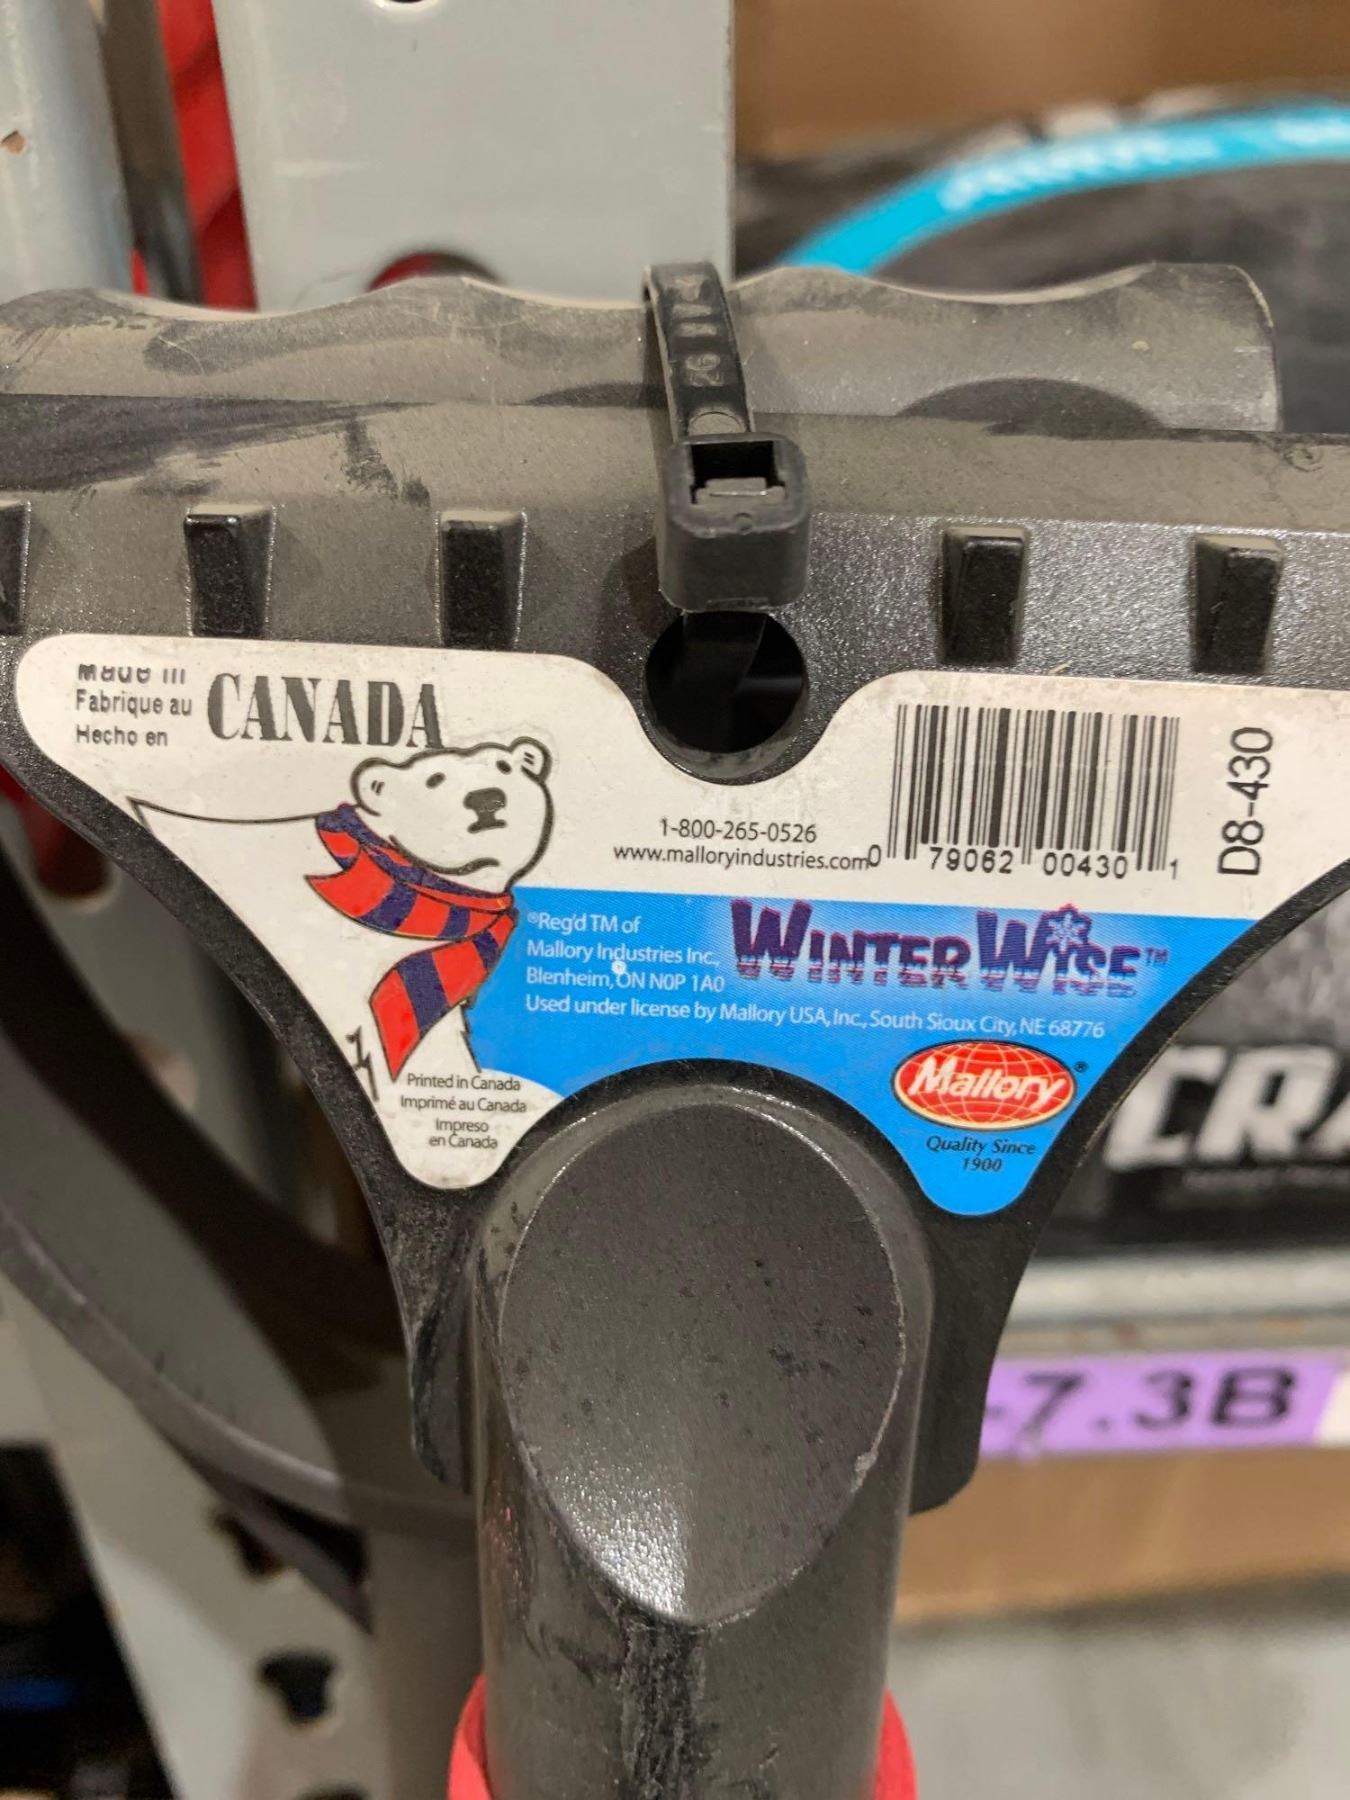 26 11
Made in
Fabrique au
Hecho en
CANADA
1-800-265-0526
www.malloryindustries.com
0 79062 00430 1
D8-430
®Reg'd TM of
Mallory Industries Inc.,
Blenheim, ON N0P 1A0
Used under license by Mallory USA, Inc., South Sioux City, NE 68776
WINTER WISE™
Printed in Canada
Imprimé au Canada
Impreso
en Canada
Mallory®
Quality Since
1900
CRA
-7.3B